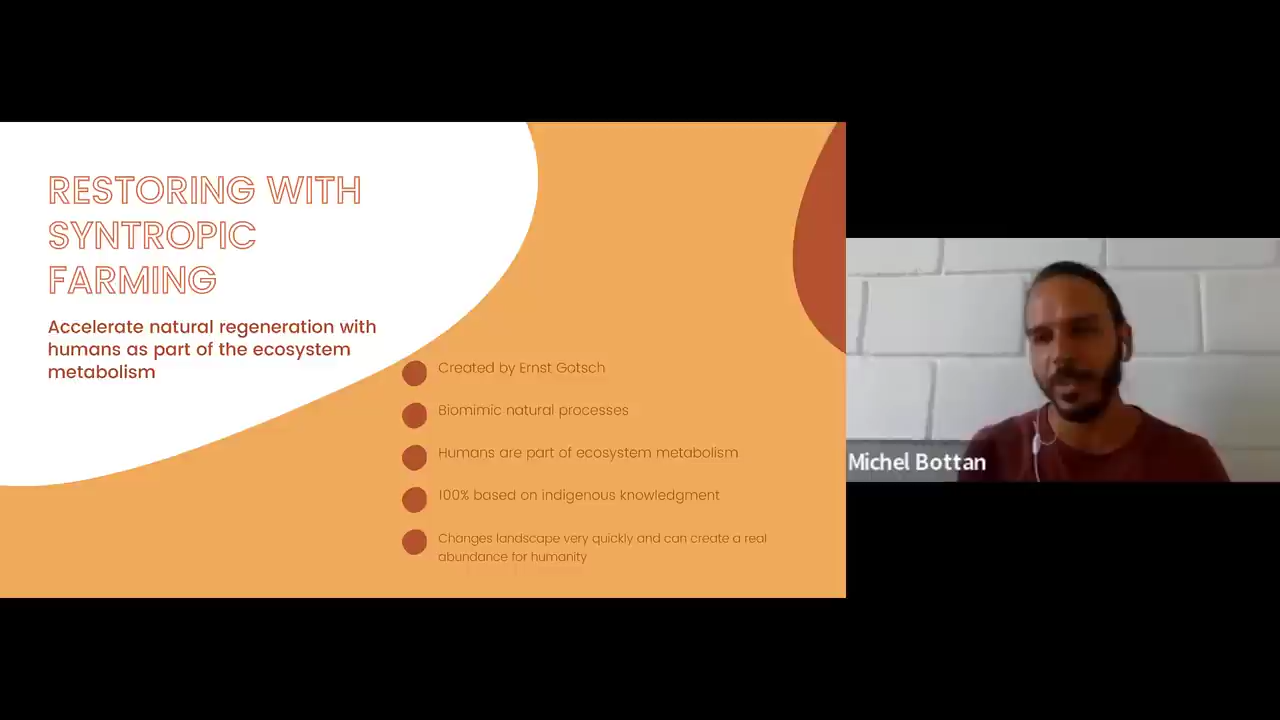 RESTORING WITH
SYNTROPIC
FARMING
Accelerate natural regeneration with
humans as part of the ecosystem
metabolism
Created by Ernst Gotsch
Biomimic natural processes
Humans are part of ecosystem metabolism
100% based on indigenous knowledgment
Changes landscape very quickly and can create a real
abundance for humanity
Michel Bottan